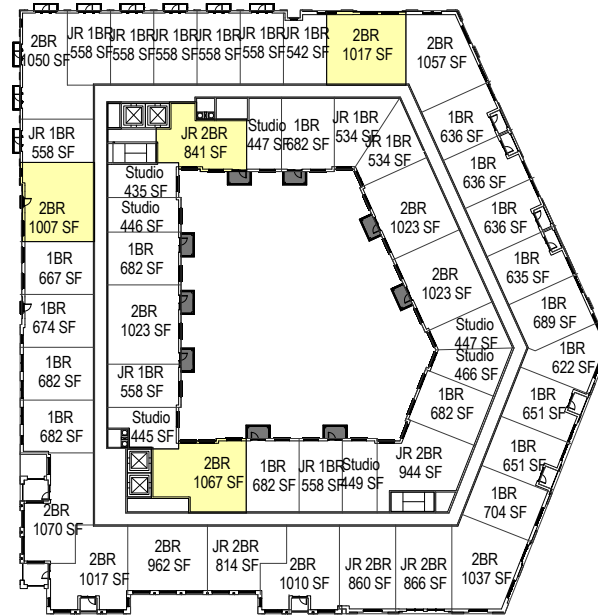 2BR
1050 SF
JR 1BR
558 SF
1BR
558 SF
JR 1BR
558 SF
1BR
558 SF
JR 1BR
558 SF
JR 1BR
542 SF
2BR
1017 SF
2BR
1057 SF
JR 1BR
558 SF
JR 2BR
841 SF
Studio
447 SF
1BR
682 SF
JR 1BR
534 SF
JR 1BR
534 SF
1BR
636 SF
1BR
636 SF
1BR
636 SF
1BR
635 SF
1BR
689 SF
1BR
622 SF
1BR
651 SF
1BR
651 SF
1BR
704 SF
2BR
1037 SF
2BR
1007 SF
1BR
667 SF
1BR
674 SF
1BR
682 SF
1BR
682 SF
Studio
435 SF
Studio
446 SF
1BR
682 SF
2BR
1023 SF
JR 1BR
558 SF
Studio
445 SF
2BR
1023 SF
2BR
1023 SF
Studio
447 SF
Studio
466 SF
1BR
682 SF
JR 2BR
944 SF
2BR
1067 SF
1BR
682 SF
JR 1BR
558 SF
Studio
449 SF
2BR
1070 SF
2BR
1017 SF
2BR
962 SF
JR 2BR
814 SF
2BR
1010 SF
JR 2BR
860 SF
JR 2BR
866 SF